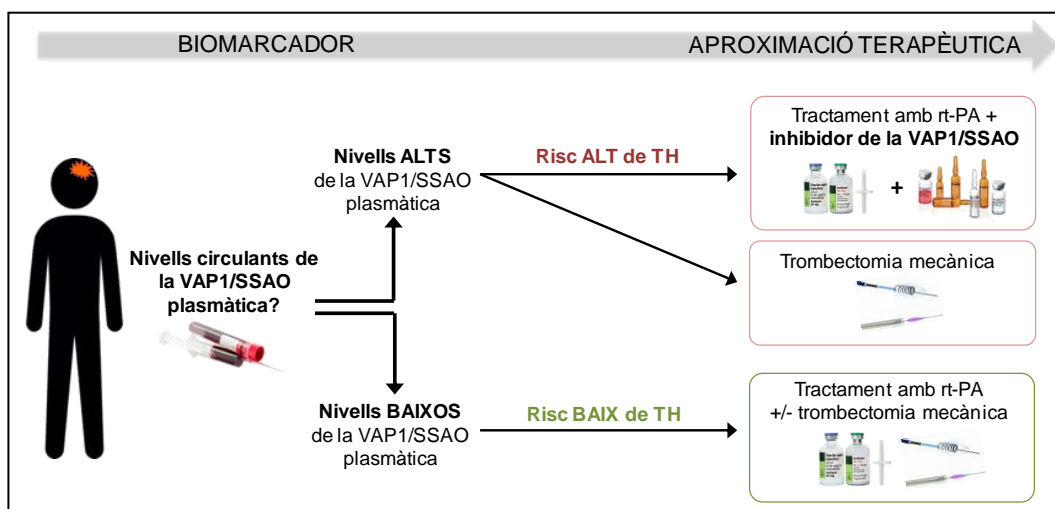 BIOMARCADOR
APROXIMACIÓ TERAPÈUTICA
Nivells circulants de
la VAP1/SSAO
plasmàtica?
Nivells ALTS
de la VAP1/SSAO
plasmàtica
Risc ALT de TH
Tractament amb rt-PA +
inhibidor de la VAP1/SSAO
+
Trombectomia mecànica
Nivells BAIXOS
de la VAP1/SSAO
plasmàtica
Risc BAIX de TH
Tractament amb rt-PA
+/- trombectomia mecànica